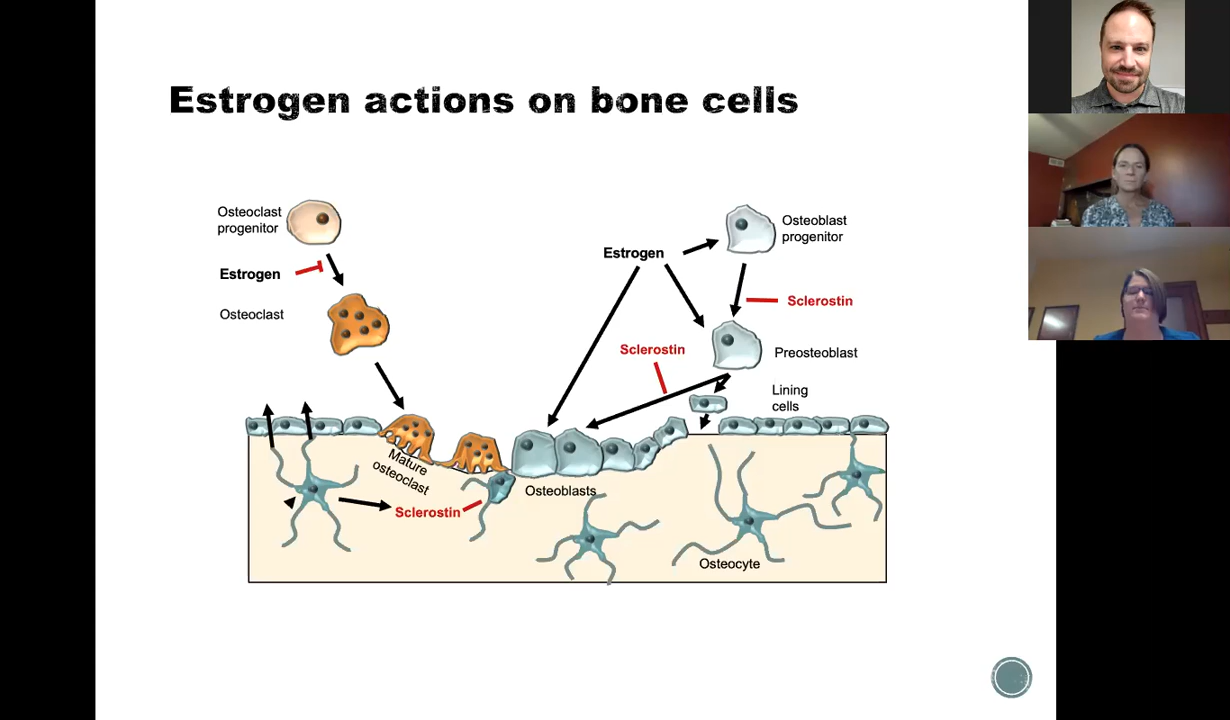 Estrogen actions on bone cells
Osteoclast
progenitor
Estrogen
Osteoclast
Estrogen
Osteoblast
progenitor
Sclerostin
Sclerostin
Preosteoblast
Lining
cells
Mature
osteoclast
Sclerostin
Osteoblasts
Osteocyte